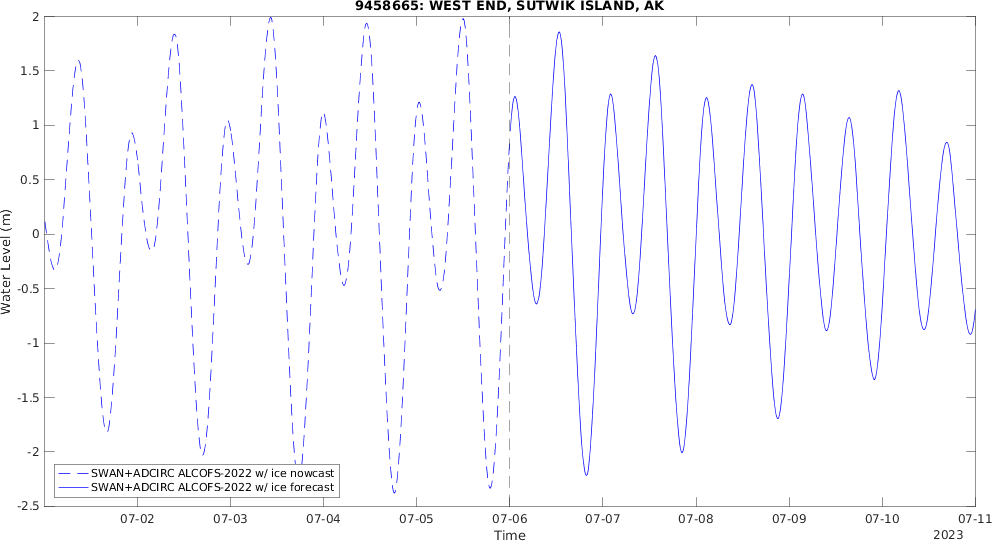 9458665: WEST END, SUTWIK ISLAND, AK
2
1.5
1
0.5
0
-0.5
-1
-1.5
-2
-2.5
Water Level (m)
SWAN+ADCIRC ALCOFS-2022 w/ ice nowcast
SWAN+ADCIRC ALCOFS-2022 w/ ice forecast
07-02 07-03 07-04 07-05 07-06 07-07 07-08 07-09 07-10 07-11
Time
2023